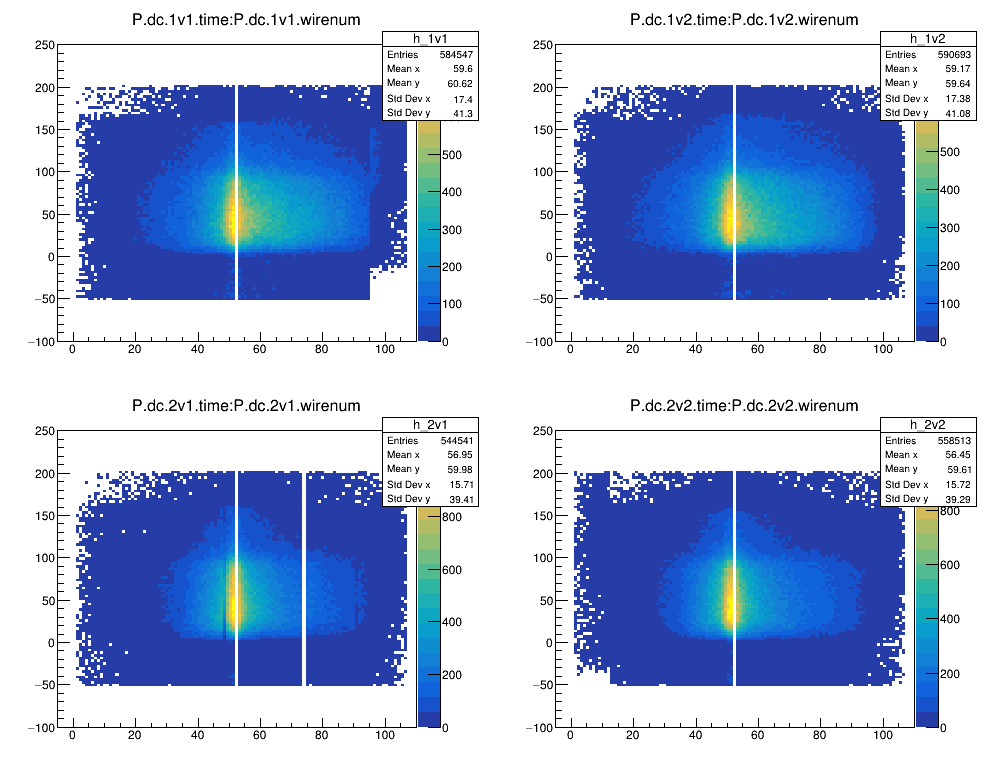 P.dc.1v1.time:P.dc.1v1.wirenum
h_1v1
Entries 584547
Mean x 59.6
Mean y 60.62
Std Dev x 17.4
Std Dev y 41.3
250
200
150
100
50
0
−50
−100
0 20 40 60 80 100
500
400
300
200
100
0
P.dc.1v2.time:P.dc.1v2.wirenum
h_1v2
Entries 590693
Mean x 59.17
Mean y 59.64
Std Dev x 17.38
Std Dev y 41.08
250
200
150
100
50
0
−50
−100
0 20 40 60 80 100
500
400
300
200
100
0
P.dc.2v1.time:P.dc.2v1.wirenum
h_2v1
Entries 544541
Mean x 56.95
Mean y 59.98
Std Dev x 15.71
Std Dev y 39.41
250
200
150
100
50
0
−50
−100
0 20 40 60 80 100
800
600
400
200
0
P.dc.2v2.time:P.dc.2v2.wirenum
h_2v2
Entries 558513
Mean x 56.45
Mean y 59.61
Std Dev x 15.72
Std Dev y 39.29
250
200
150
100
50
0
−50
−100
0 20 40 60 80 100
800
600
400
200
0